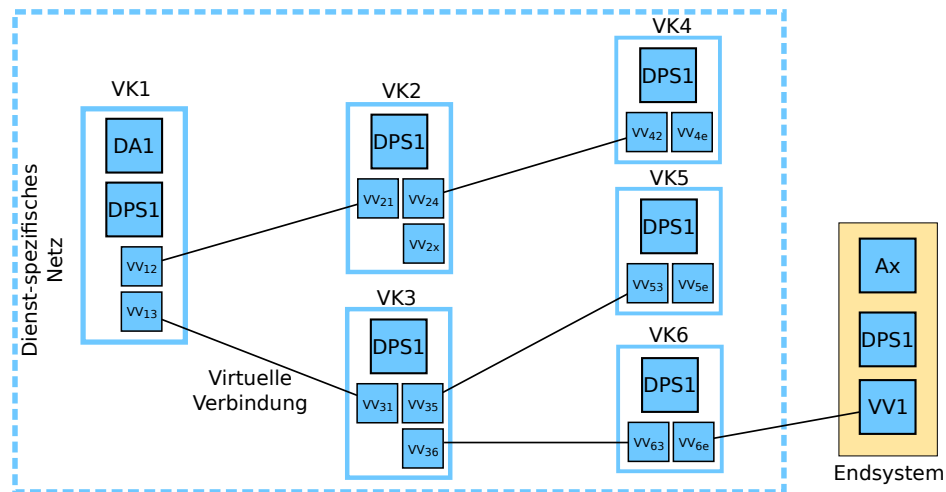 Dienst-spezifisches
Netz
VK1
DA1
DPS1
VV12
VV13
VK2
DPS1
VV21
VV24
VV2x
VK3
DPS1
VV31
VV35
VV36
Virtuelle
Verbindung
VK4
DPS1
VV42
VV4e
VK5
DPS1
VV53
VV5e
VK6
DPS1
VV63
VV6e
Ax
DPS1
VV1
Endsystem